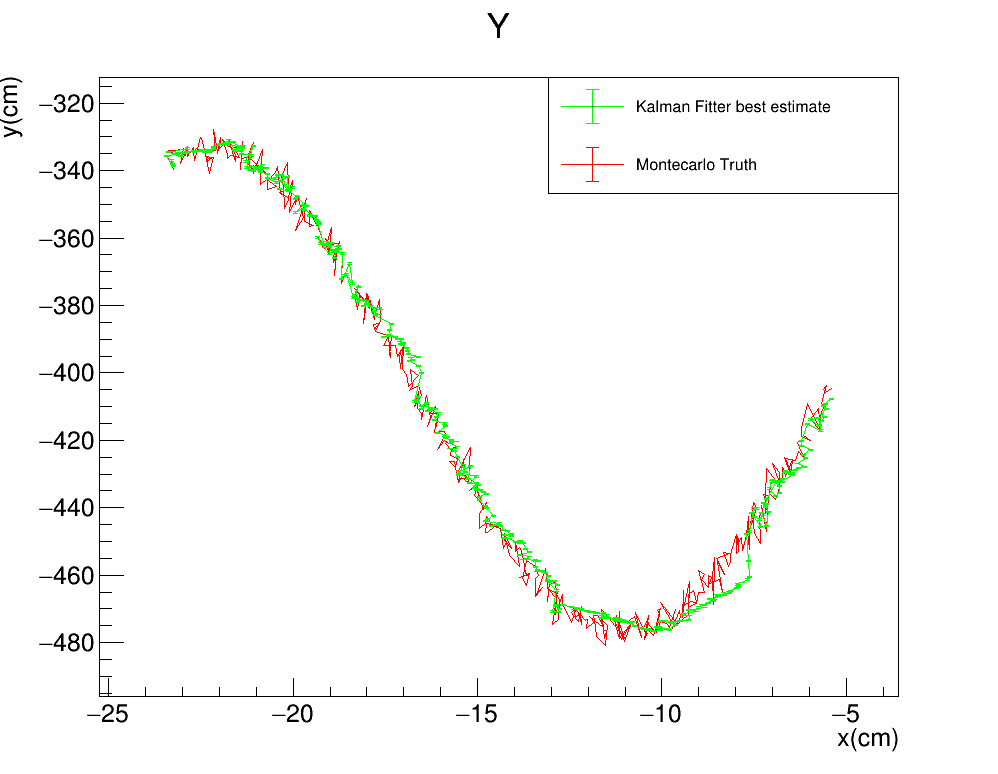 Y
y(cm)
Kalman Fitter best estimate
Montecarlo Truth
−320
−340
−360
−380
−400
−420
−440
−460
−480
−25 −20 −15 −10 −5
x(cm)